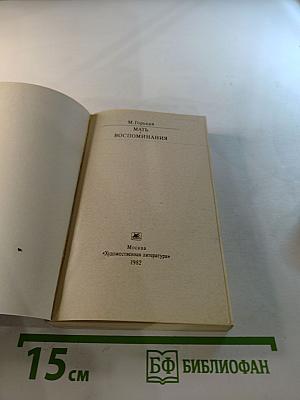 М. Горький
МАТЬ
ВОСПОМИНАНИЯ
Москва
«Художественная литература»
1982
15 см
БФ БИБЛИОФАН